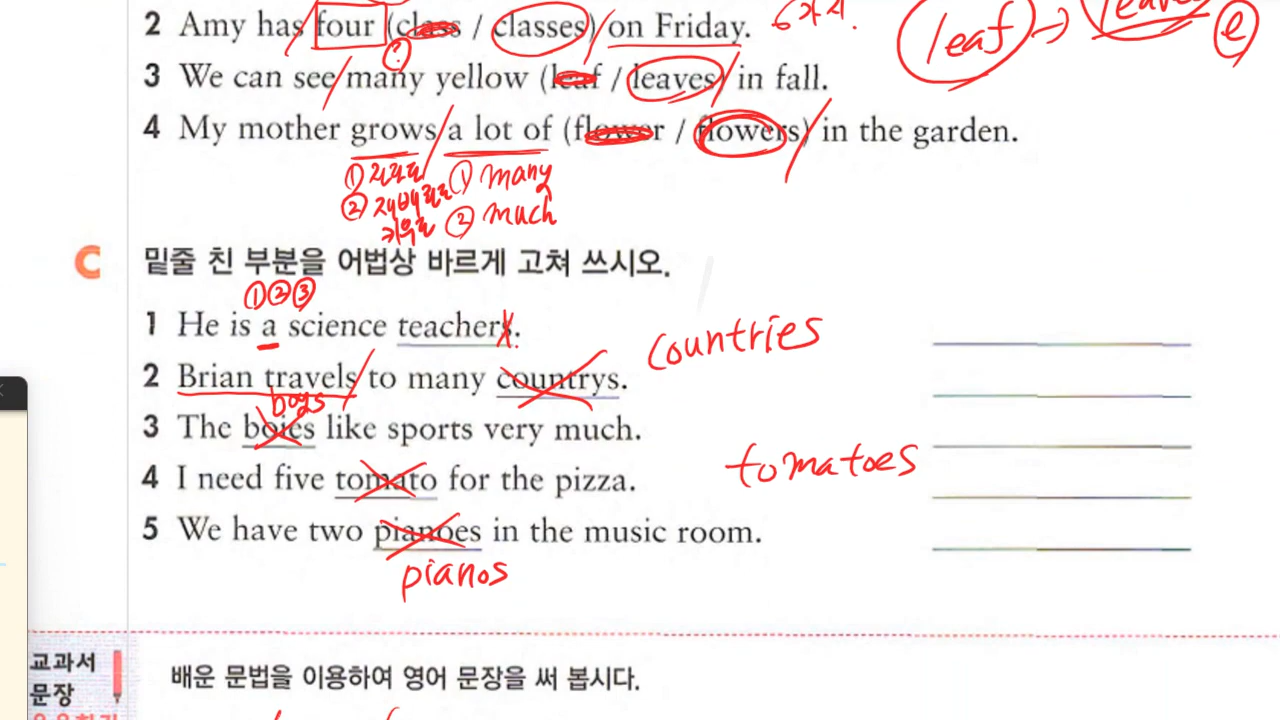 2 Amy has four (class / classes) on Friday. 6가지.
leaf → leaves e
?
3 We can see many yellow (leaf / leaves) in fall.
4 My mother grows a lot of (flower / flowers) in the garden.
① 자라다 ① many
② 재배하다 ② much
키우다
C 밑줄 친 부분을 어법상 바르게 고쳐 쓰시오.
① ② ③
1 He is a science teachers.
countries
2 Brian travels to many countrys.
boys
3 The boies like sports very much.
tomatoes
4 I need five tomato for the pizza.
5 We have two pianoes in the music room.
pianos
교과서
문장
배운 문법을 이용하여 영어 문장을 써 봅시다.